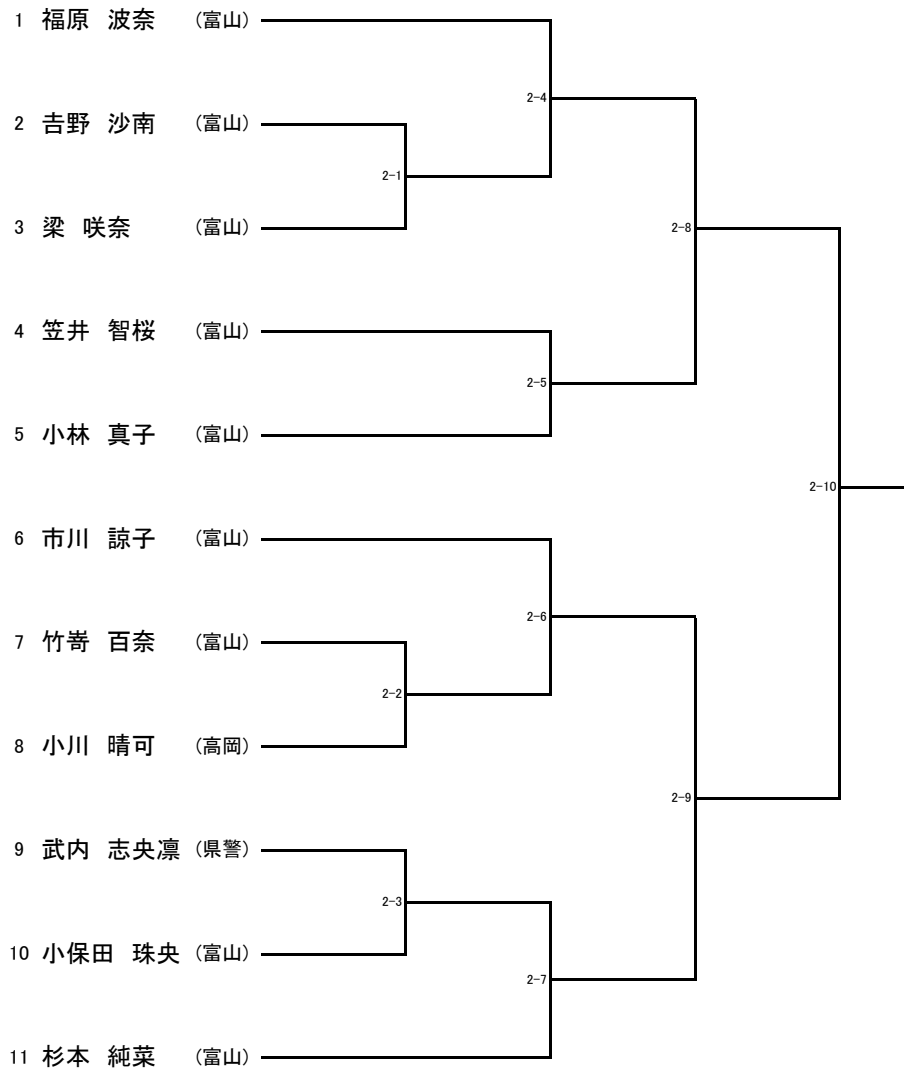 1 福原 波奈 (富山)
2-4
2 吉野 沙南 (富山)
2-1
3 梁 咲奈 (富山)
2-8
4 笠井 智桜 (富山)
2-5
5 小林 真子 (富山)
2-10
6 市川 諒子 (富山)
2-6
7 竹嵜 百奈 (富山)
2-2
8 小川 晴可 (高岡)
2-9
9 武内 志央凛 (県警)
2-3
10 小保田 珠央 (富山)
2-7
11 杉本 純菜 (富山)